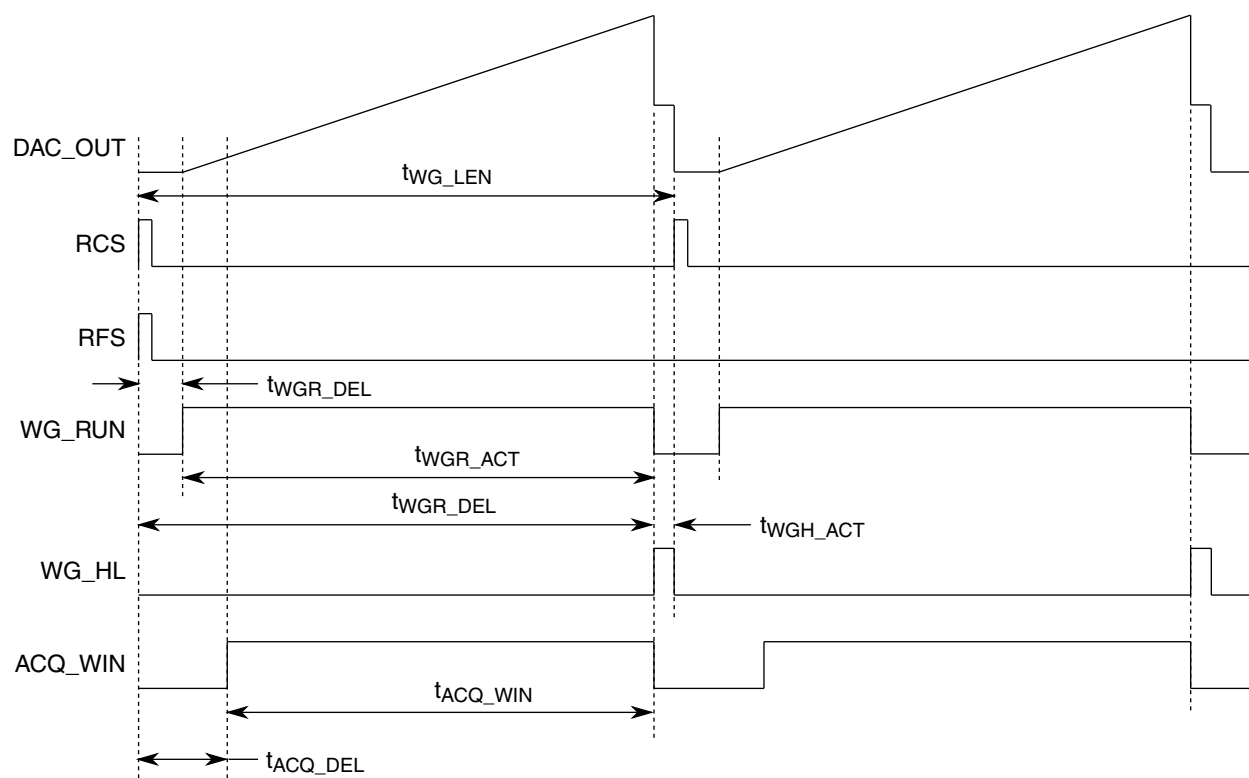 DAC_OUT
tWG_LEN
RCS
RFS
tWGR_DEL
WG_RUN
tWGR_ACT
tWGR_DEL
tWGH_ACT
WG_HL
ACQ_WIN
tACQ_WIN
tACQ_DEL